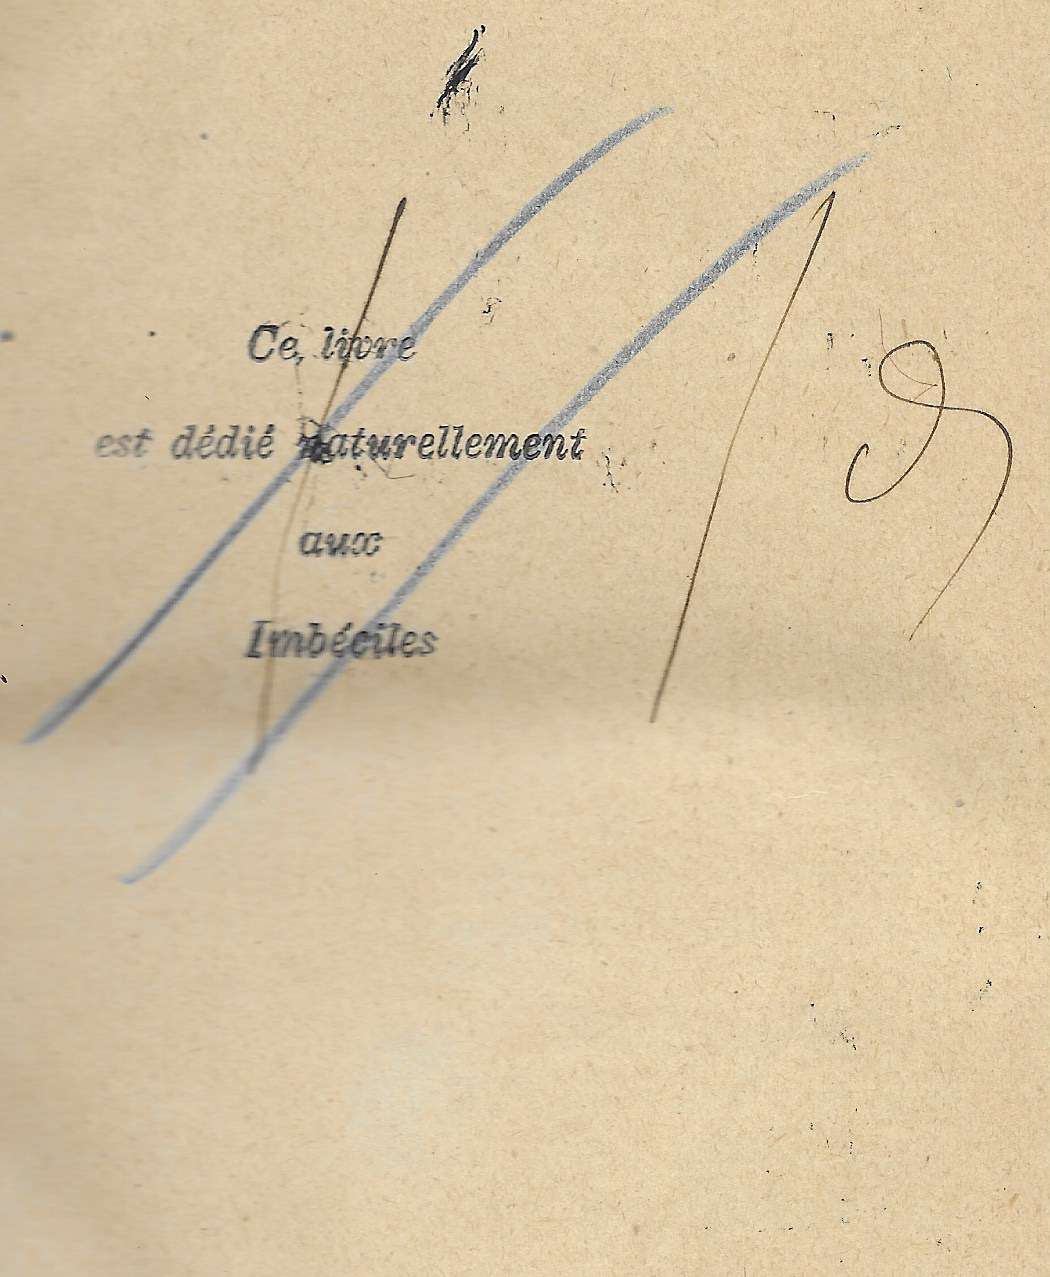 Ce livre
est dédié naturellement
aux
Imbéciles